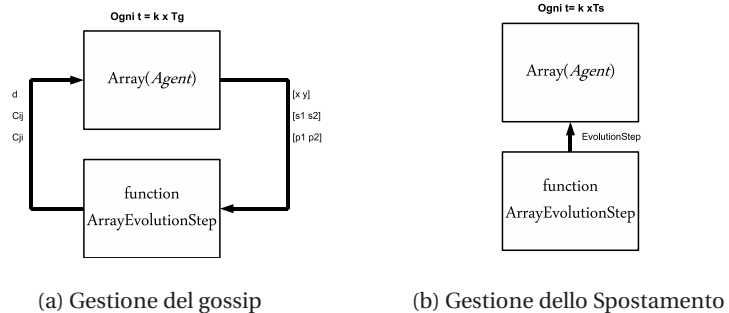 Ogni t = k x Tg
Array(Agent)
d
Cij
Cji
[x y]
[s1 s2]
[p1 p2]
function
ArrayEvolutionStep
(a) Gestione del gossip
Ogni t= k xTs
Array(Agent)
EvolutionStep
function
ArrayEvolutionStep
(b) Gestione dello Spostamento